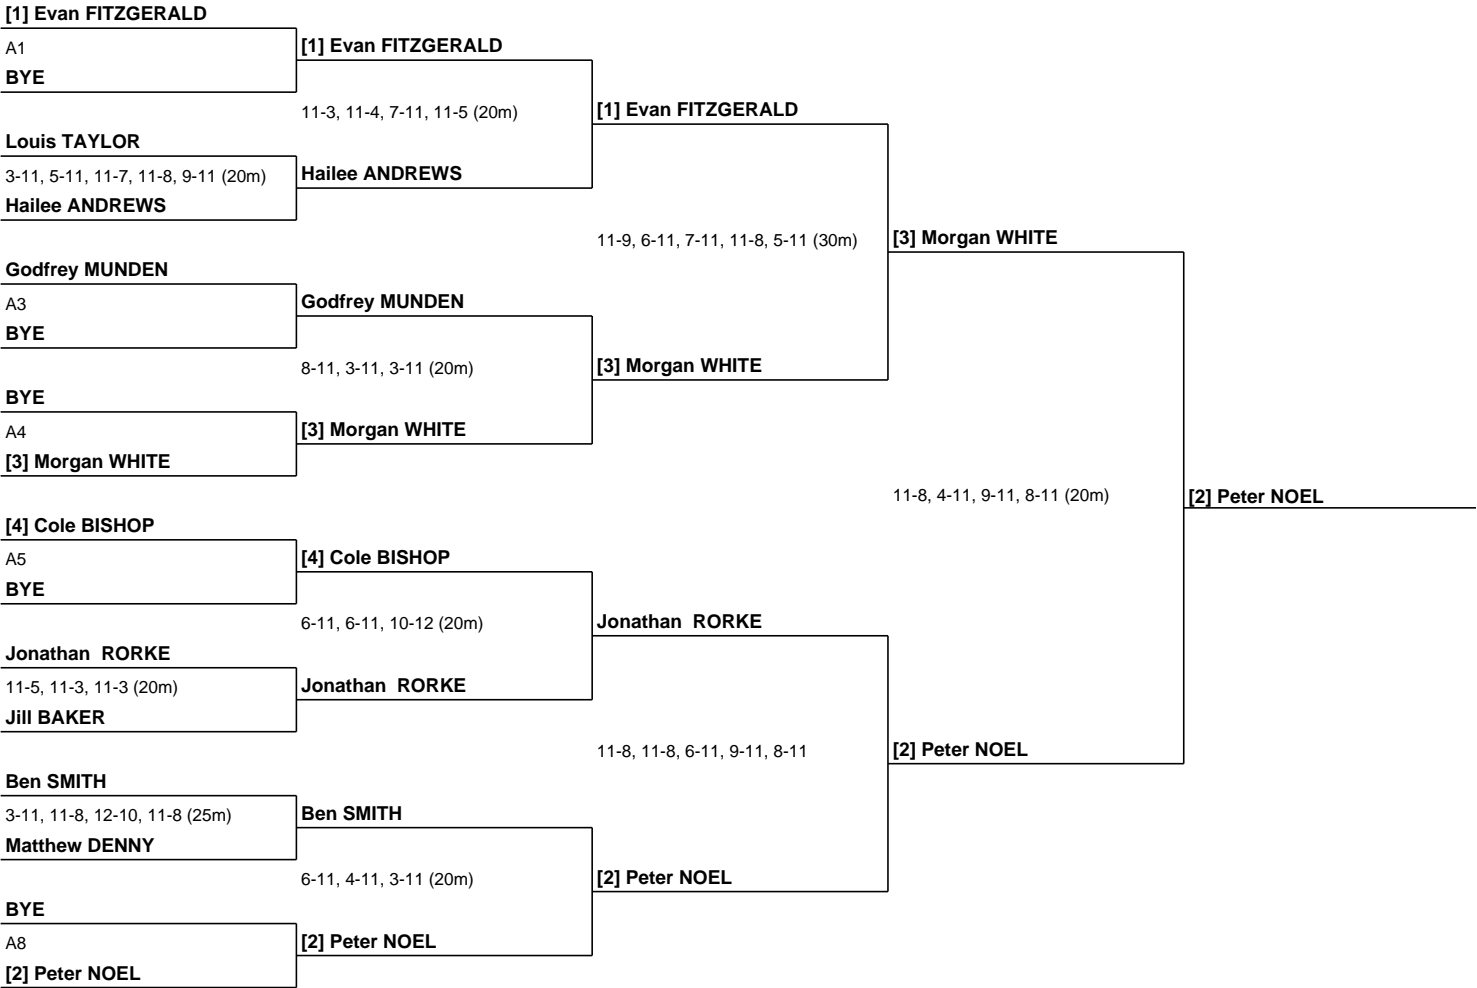 [1] Evan FITZGERALD
A1
BYE
Louis TAYLOR
3-11, 5-11, 11-7, 11-8, 9-11 (20m)
Hailee ANDREWS
Godfrey MUNDEN
A3
BYE
BYE
A4
[3] Morgan WHITE
[4] Cole BISHOP
A5
BYE
Jonathan  RORKE
11-5, 11-3, 11-3 (20m)
Jill BAKER
Ben SMITH
3-11, 11-8, 12-10, 11-8 (25m)
Matthew DENNY
BYE
A8
[2] Peter NOEL
[1] Evan FITZGERALD
11-3, 11-4, 7-11, 11-5 (20m)
Hailee ANDREWS
Godfrey MUNDEN
8-11, 3-11, 3-11 (20m)
[3] Morgan WHITE
[4] Cole BISHOP
6-11, 6-11, 10-12 (20m)
Jonathan  RORKE
Ben SMITH
6-11, 4-11, 3-11 (20m)
[2] Peter NOEL
[1] Evan FITZGERALD
11-9, 6-11, 7-11, 11-8, 5-11 (30m)
[3] Morgan WHITE
Jonathan  RORKE
11-8, 11-8, 6-11, 9-11, 8-11
[2] Peter NOEL
[3] Morgan WHITE
11-8, 4-11, 9-11, 8-11 (20m)
[2] Peter NOEL
[2] Peter NOEL